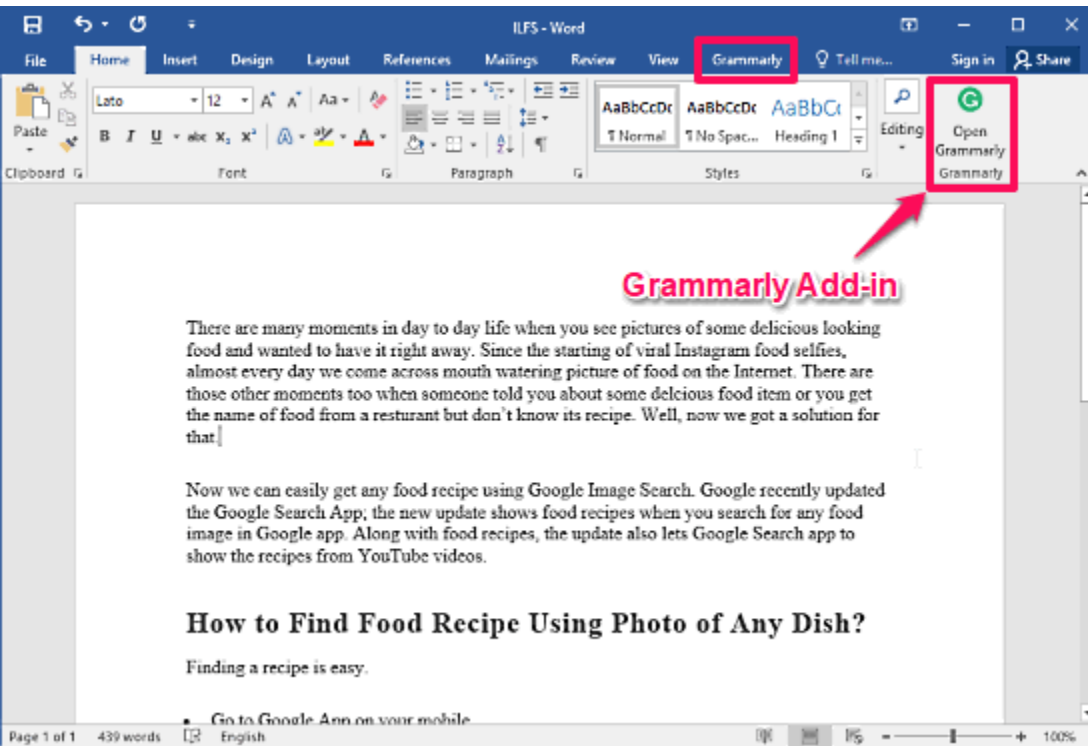 ILFS - Word
File Home Insert Design Layout References Mailings Review View Grammarly Tell me... Sign in Share
Lato 12 Aa
AaBbCcDc AaBbCcDc AaBbCc
Paste
B I U abc X₂ X² A
¶ Normal ¶ No Spac... Heading 1
Editing
Open
Grammarly
Clipboard Font Paragraph Styles Grammarly
Grammarly Add-in
There are many moments in day to day life when you see pictures of some delicious looking
food and wanted to have it right away. Since the starting of viral Instagram food selfies,
almost every day we come across mouth watering picture of food on the Internet. There are
those other moments too when someone told you about some delcious food item or you get
the name of food from a resturant but don't know its recipe. Well, now we got a solution for
that.
Now we can easily get any food recipe using Google Image Search. Google recently updated
the Google Search App; the new update shows food recipes when you search for any food
image in Google app. Along with food recipes, the update also lets Google Search app to
show the recipes from YouTube videos.
How to Find Food Recipe Using Photo of Any Dish?
Finding a recipe is easy.
• Go to Google App on your mobile
Page 1 of 1 439 words English 100%